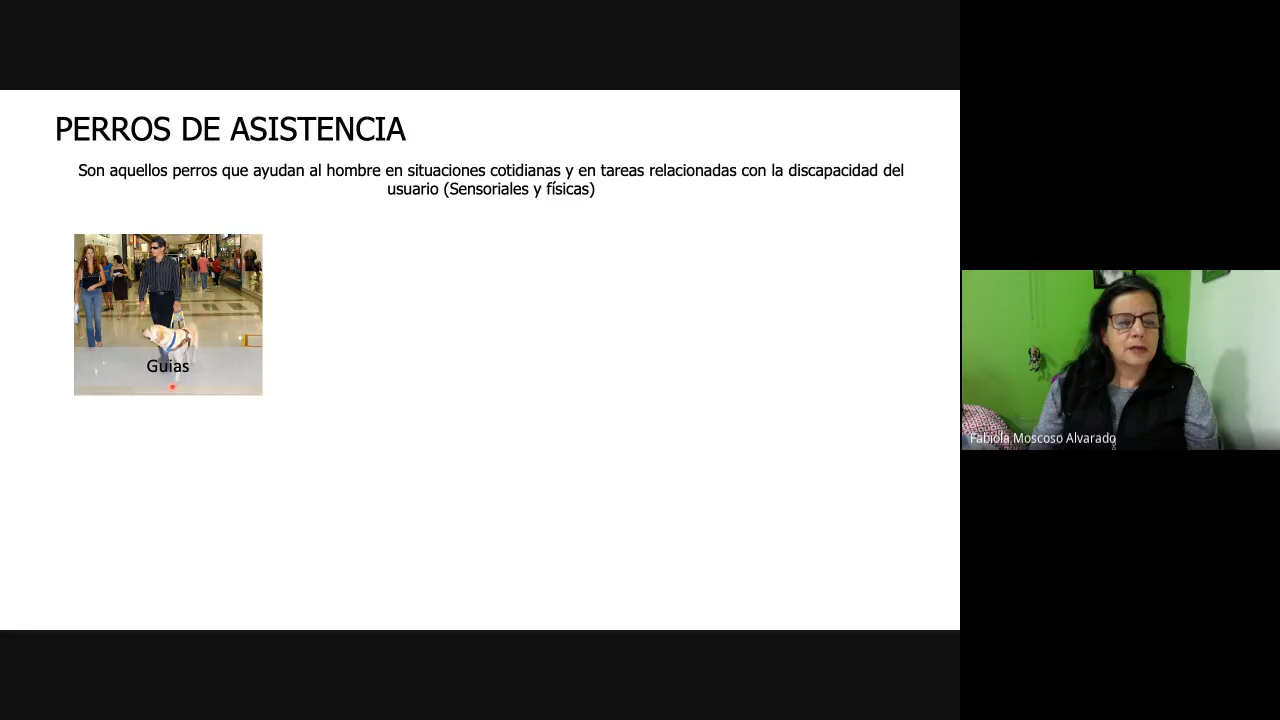 PERROS DE ASISTENCIA
Son aquellos perros que ayudan al hombre en situaciones cotidianas y en tareas relacionadas con la discapacidad del
usuario (Sensoriales y físicas)
Guias
Fabiola Moscoso Alvarado